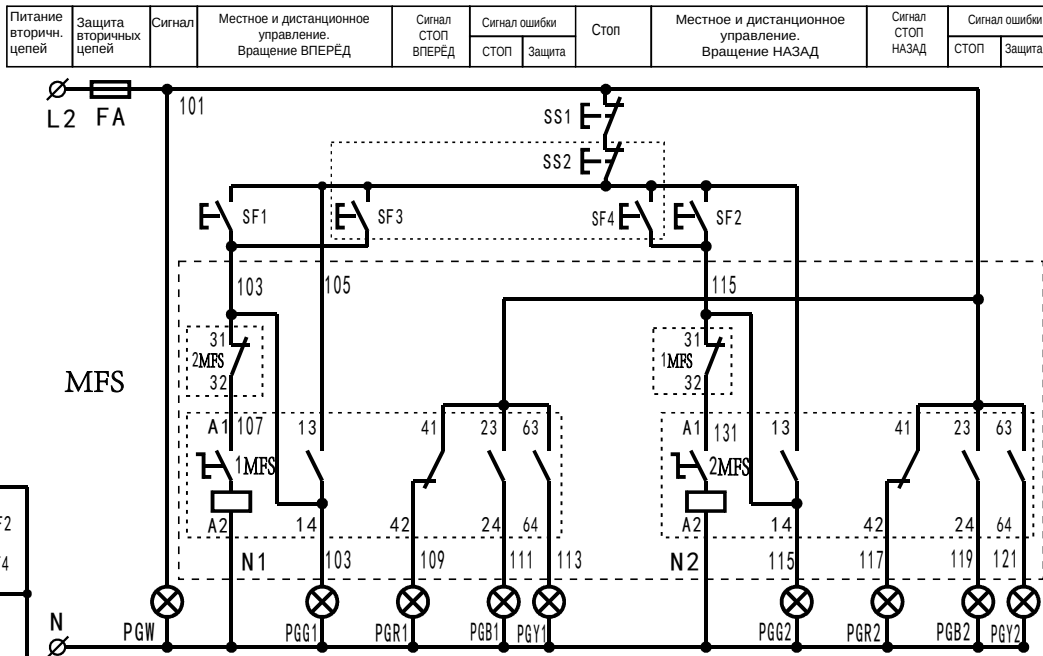 Питание
вторичн.
цепей
Защита
вторичных
цепей
Сигнал
Местное и дистанционное
управление.
Вращение ВПЕРЁД
Сигнал
СТОП
ВПЕРЁД
Сигнал ошибки
СТОП
Защита
Стоп
Местное и дистанционное
управление.
Вращение НАЗАД
Сигнал
СТОП
НАЗАД
Сигнал ошибки
СТОП
Защита
L2 FA
101
SS1
SS2
SF1
SF3
SF4
SF2
103
105
115
31
2MFS
32
31
1MFS
32
MFS
A1 107 13 41 23 63
A1 131 13 41 23 63
1MFS
2MFS
A2 14 42 24 64
A2 14 42 24 64
N1 103 109 111 113
N2 115 117 119 121
F2
N
PGW PGG1 PGR1 PGB1 PGY1
PGG2 PGR2 PGB2 PGY2